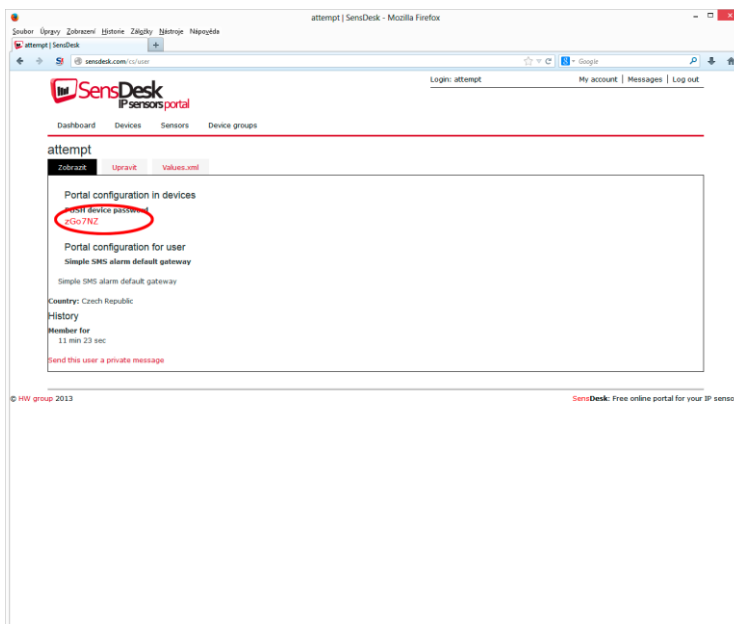 attempt | SensDesk - Mozilla Firefox
Soubor Úpravy Zobrazení Historie Záložky Nástroje Nápověda
attempt | SensDesk
sensdesk.com/cs/user
Google
SensDesk
IP sensors portal
Login: attempt
My account | Messages | Log out
Dashboard Devices Sensors Device groups
attempt
Zobrazit Upravit Values.xml
Portal configuration in devices
PUSH device password
zGo7NZ
Portal configuration for user
Simple SMS alarm default gateway
Simple SMS alarm default gateway
Country: Czech Republic
History
Member for
11 min 23 sec
Send this user a private message
© HW group 2013
SensDesk: Free online portal for your IP senso